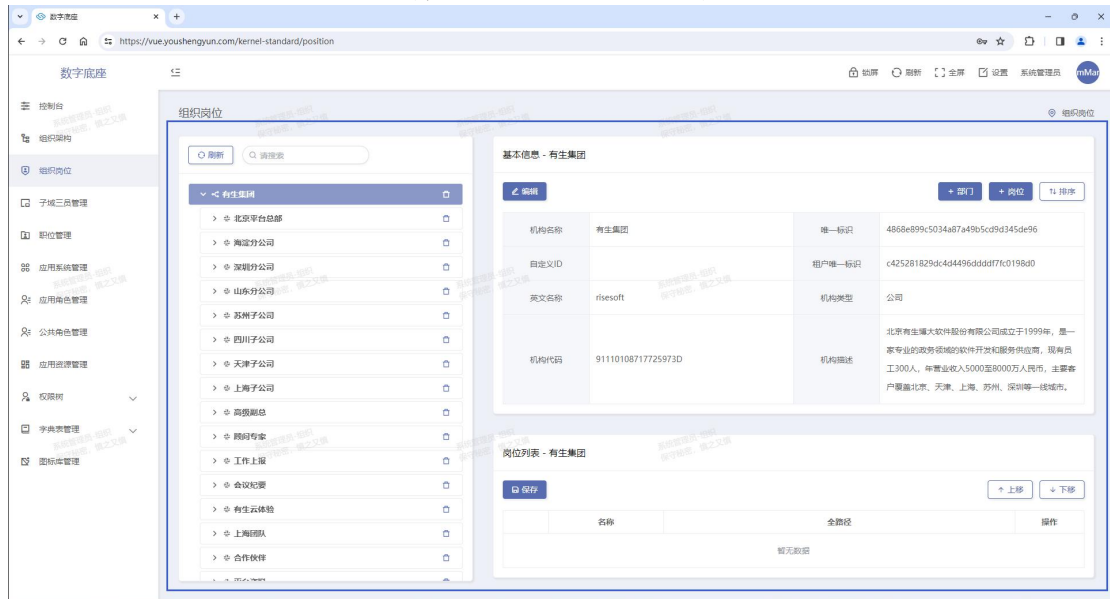 数字底座
https://vue.youshengyun.com/kernel-standard/position
数字底座
锁屏 刷新 全屏 设置 系统管理员 mMar
控制台
组织架构
组织岗位
子域三员管理
职位管理
应用系统管理
应用角色管理
公共角色管理
应用资源管理
权限树
字典表管理
图标库管理
组织岗位 组织岗位
刷新 请搜索
有生集团
北京平台总部
海淀分公司
深圳分公司
山东分公司
苏州子公司
四川子公司
天津子公司
上海子公司
高级副总
顾问专家
工作上报
会议纪要
有生云体验
上海团队
合作伙伴
基本信息 - 有生集团
编辑 + 部门 + 岗位 排序
机构名称 有生集团 唯一标识 4868e899c5034a87a49b5cd9d345de96
自定义ID 租户唯一标识 c425281829dc4d4496ddddf7fc0198d0
英文名称 risesoft 机构类型 公司
机构代码 91110108717725973D 机构描述
北京有生博大软件股份有限公司成立于1999年，是一
家专业的政务领域的软件开发和服务供应商，现有员
工300人，年营业收入5000至8000万人民币，主要客
户覆盖北京、天津、上海、苏州、深圳等一线城市。
岗位列表 - 有生集团
保存 上移 下移
名称 全路径 操作
暂无数据